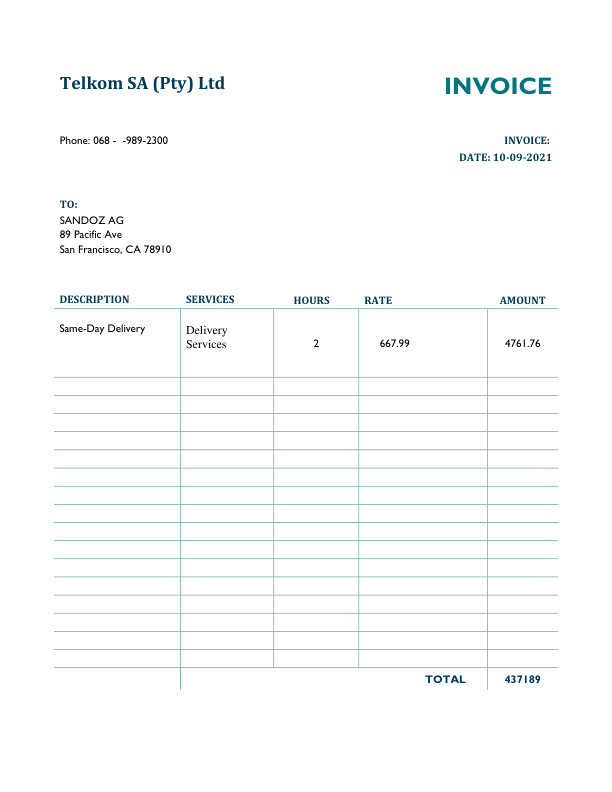 Telkom SA (Pty) Ltd
INVOICE
Phone: 068 -  -989-2300
INVOICE:
DATE: 10-09-2021
TO:
SANDOZ AG
89 Pacific Ave
San Francisco, CA 78910
DESCRIPTION SERVICES HOURS RATE AMOUNT
Same-Day Delivery
Delivery
Services
2 667.99 4761.76
TOTAL 437189